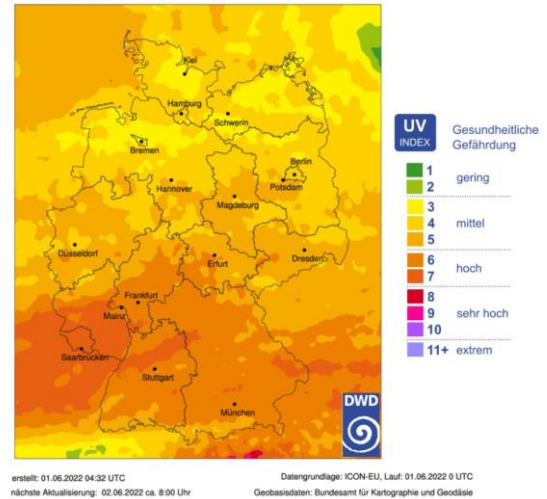 Kiel
Hamburg
Schwerin
Bremen
Berlin
Hannover
Potsdam
Magdeburg
Düsseldorf
Erfurt
Dresden
Frankfurt
Mainz
Saarbrücken
Stuttgart
München
DWD
UV
INDEX
Gesundheitliche
Gefährdung
1
2
gering
3
4
5
mittel
6
7
hoch
8
9
10
sehr hoch
11+ extrem
erstellt: 01.06.2022 04:32 UTC
nächste Aktualisierung: 02.06.2022 ca. 8:00 Uhr
Datengrundlage: ICON-EU, Lauf: 01.06.2022 0 UTC
Geobasisdaten: Bundesamt für Kartographie und Geodäsie